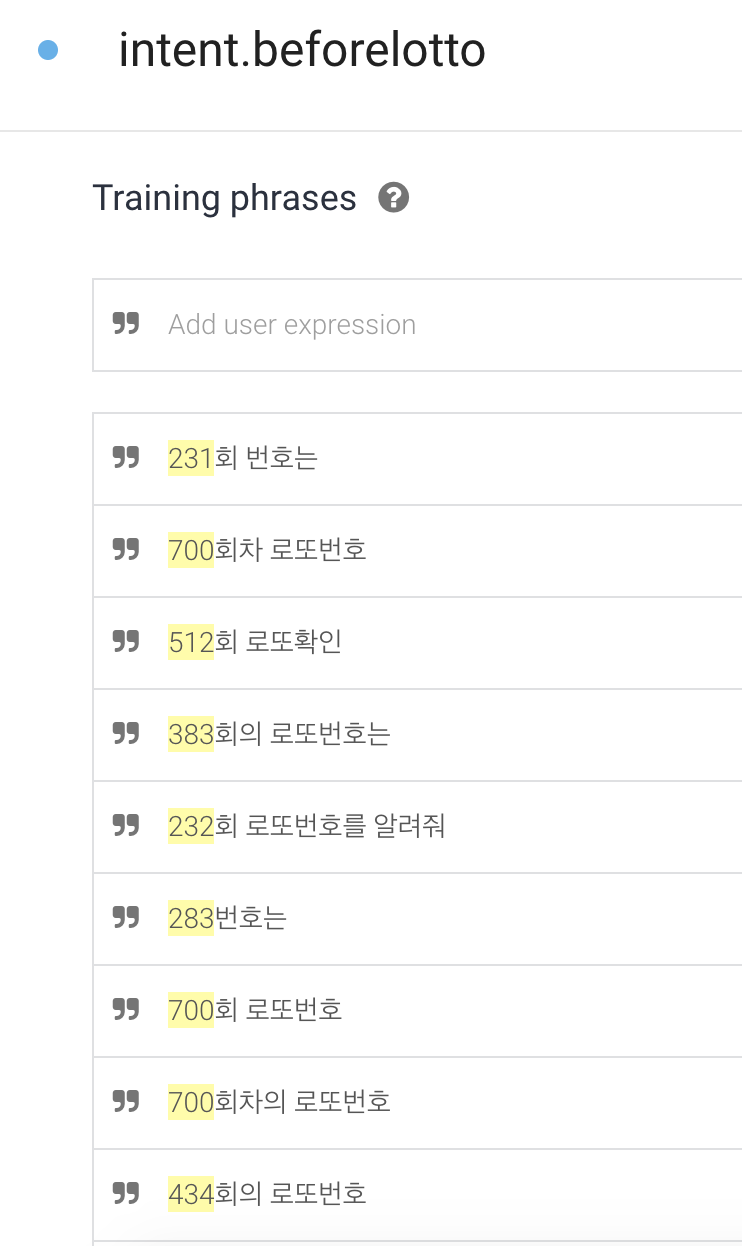 intent.beforelotto
Training phrases ?
Add user expression
231회 번호는
700회차 로또번호
512회 로또확인
383회의 로또번호는
232회 로또번호를 알려줘
283번호는
700회 로또번호
700회차의 로또번호
434회의 로또번호